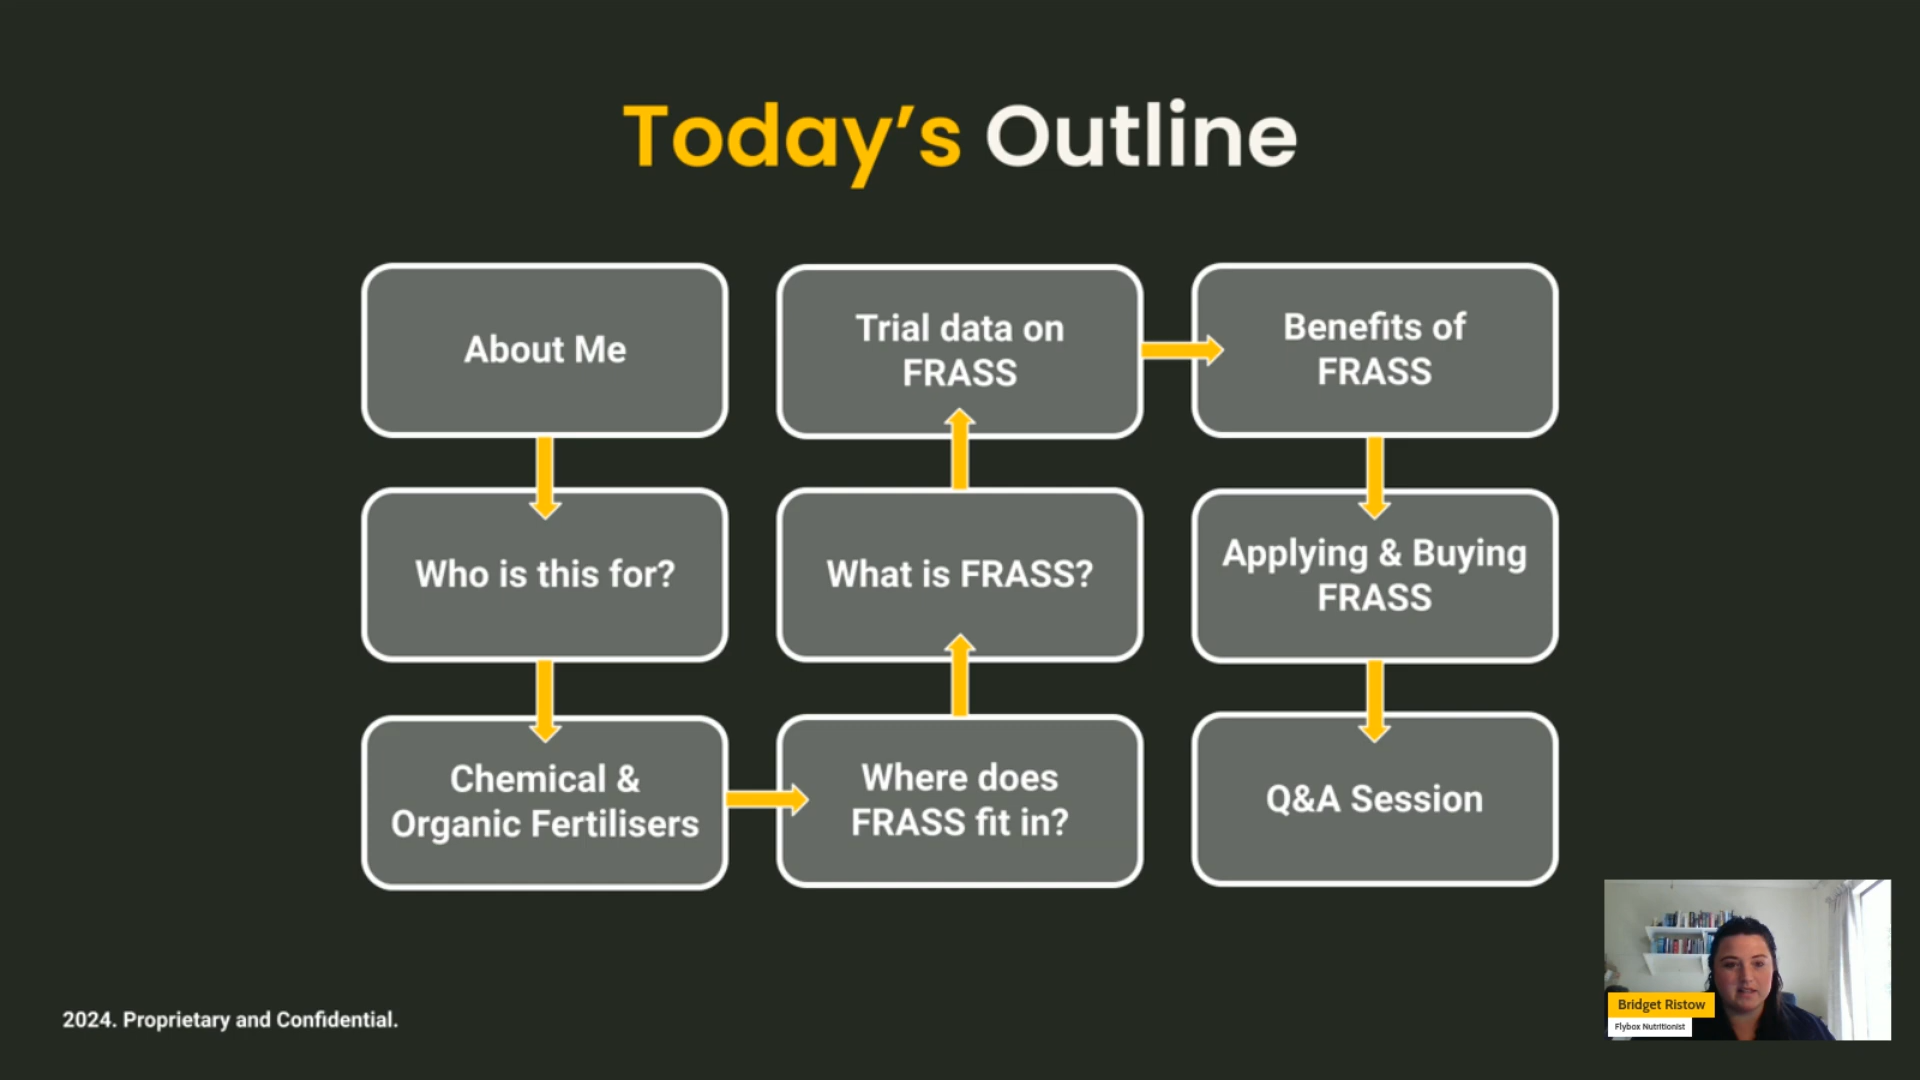 Today’s Outline
About Me
Who is this for?
Chemical &
Organic Fertilisers
Where does
FRASS fit in?
What is FRASS?
Trial data on
FRASS
Benefits of
FRASS
Applying & Buying
FRASS
Q&A Session
2024. Proprietary and Confidential.
Bridget Ristow
Flybox Nutritionist